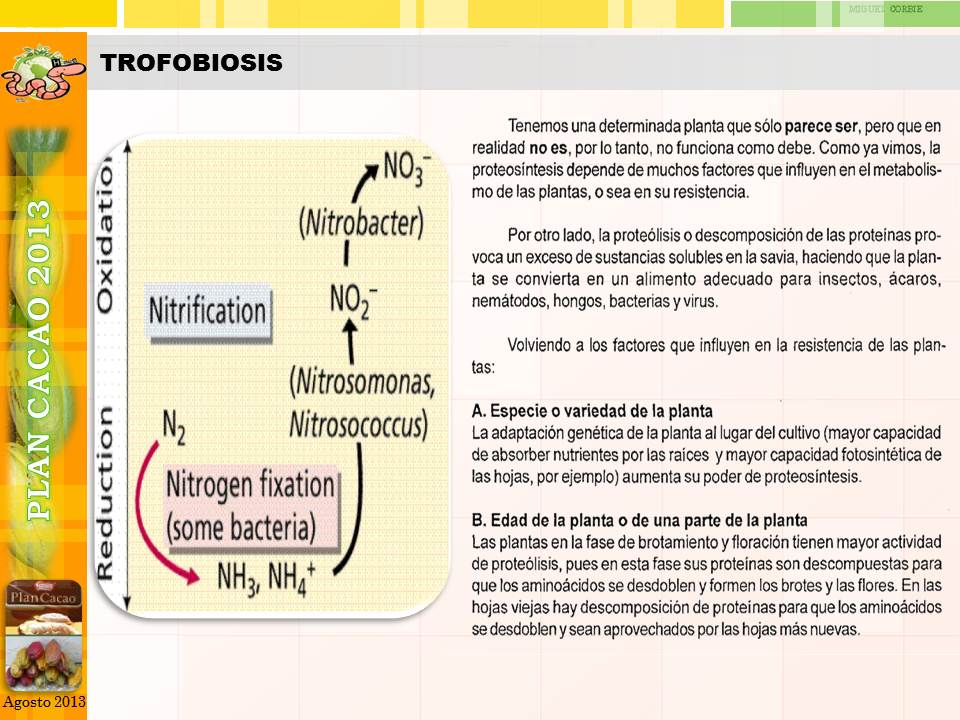 MIGUEL CORBIE
TROFOBIOSIS
PLAN CACAO 2013
Plan Cacao
Agosto 2013
Oxidation
Reduction
NO₃⁻
(Nitrobacter)
Nitrification
NO₂⁻
(Nitrosomonas,
Nitrosococcus)
N₂
Nitrogen fixation
(some bacteria)
NH₃, NH₄⁺
Tenemos una determinada planta que sólo parece ser, pero que en
realidad no es, por lo tanto, no funciona como debe. Como ya vimos, la
proteosíntesis depende de muchos factores que influyen en el metabolis-
mo de las plantas, o sea en su resistencia.
Por otro lado, la proteólisis o descomposición de las proteínas pro-
voca un exceso de sustancias solubles en la savia, haciendo que la plan-
ta se convierta en un alimento adecuado para insectos, ácaros,
nemátodos, hongos, bacterias y virus.
Volviendo a los factores que influyen en la resistencia de las plan-
tas:
A. Especie o variedad de la planta
La adaptación genética de la planta al lugar del cultivo (mayor capacidad
de absorber nutrientes por las raíces y mayor capacidad fotosintética de
las hojas, por ejemplo) aumenta su poder de proteosíntesis.
B. Edad de la planta o de una parte de la planta
Las plantas en la fase de brotamiento y floración tienen mayor actividad
de proteólisis, pues en esta fase sus proteínas son descompuestas para
que los aminoácidos se desdoblen y formen los brotes y las flores. En las
hojas viejas hay descomposición de proteínas para que los aminoácidos
se desdoblen y sean aprovechados por las hojas más nuevas.